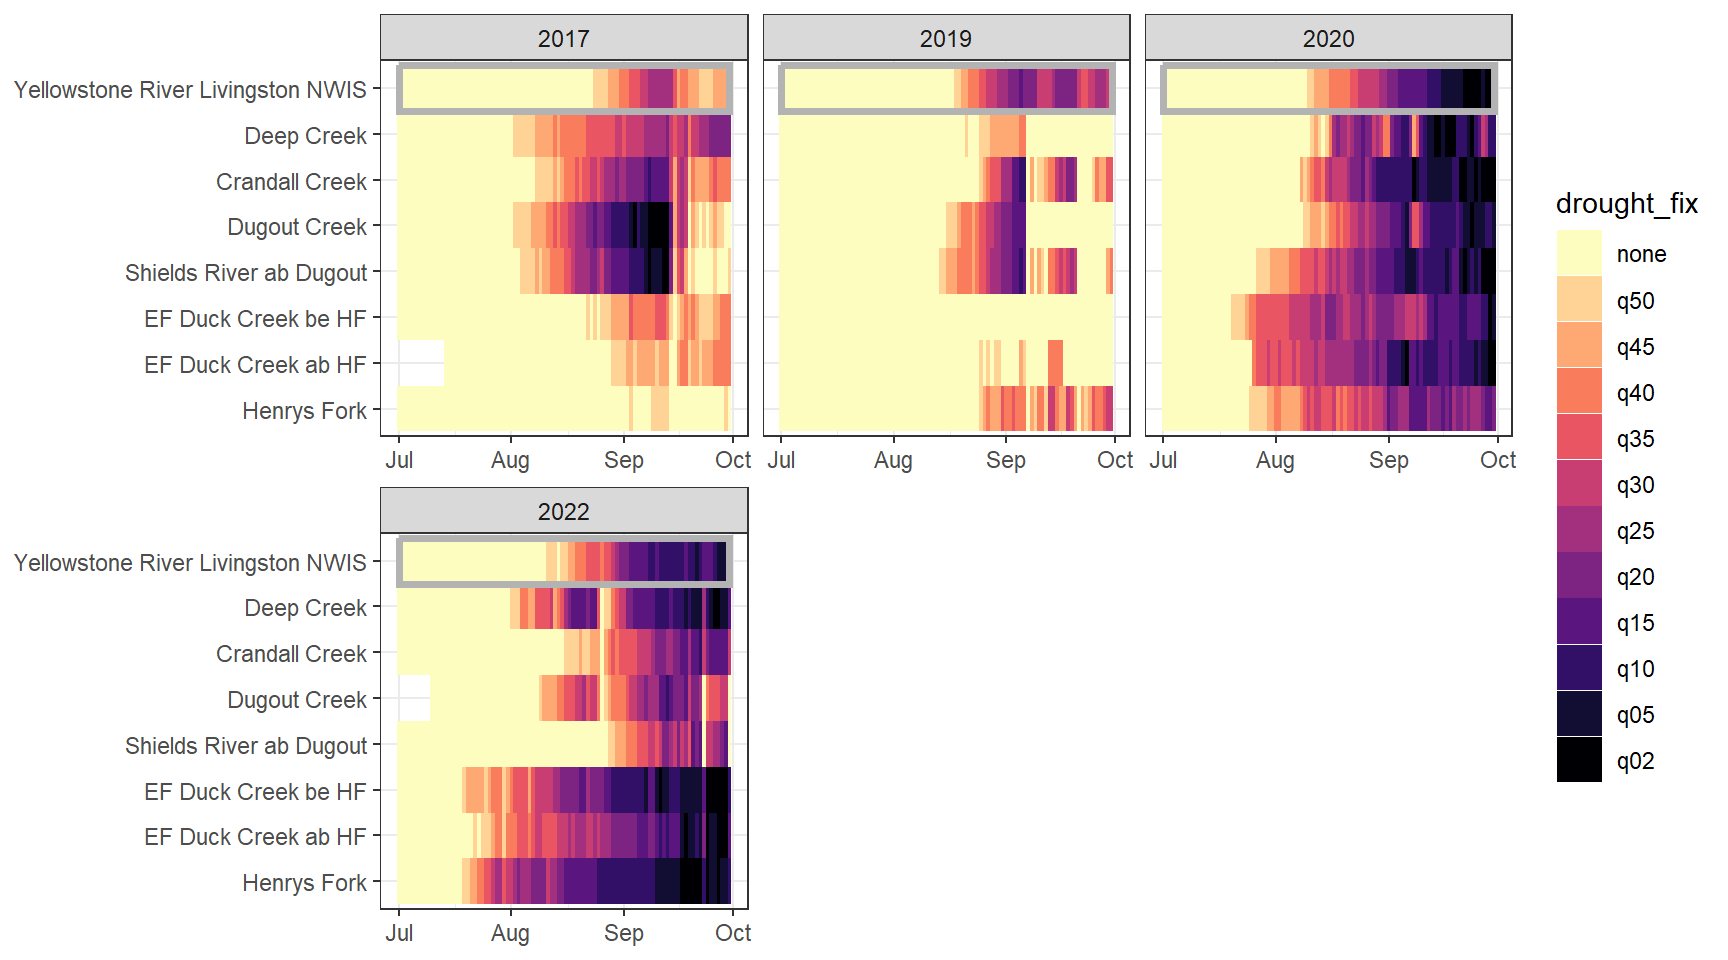 2017
2019
2020
Yellowstone River Livingston NWIS
Deep Creek
Crandall Creek
Dugout Creek
Shields River ab Dugout
EF Duck Creek be HF
EF Duck Creek ab HF
Henrys Fork
Jul Aug Sep Oct
Jul Aug Sep Oct
Jul Aug Sep Oct
2022
Yellowstone River Livingston NWIS
Deep Creek
Crandall Creek
Dugout Creek
Shields River ab Dugout
EF Duck Creek be HF
EF Duck Creek ab HF
Henrys Fork
Jul Aug Sep Oct
drought_fix
none
q50
q45
q40
q35
q30
q25
q20
q15
q10
q05
q02